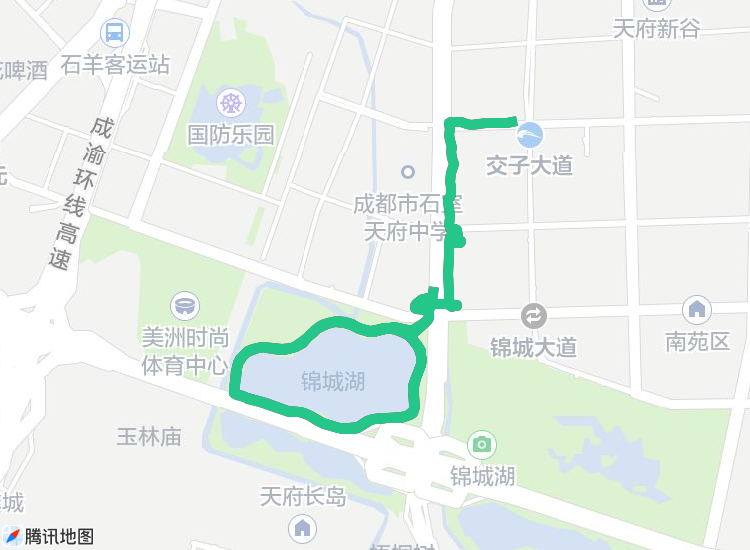 天府新谷
石羊客运站
啤酒
国防乐园
成渝环线高速
交子大道
成都市石室
天府中学
美洲时尚
体育中心
锦城大道
南苑区
锦城湖
玉林庙
锦城湖
天府长岛
城
腾讯地图